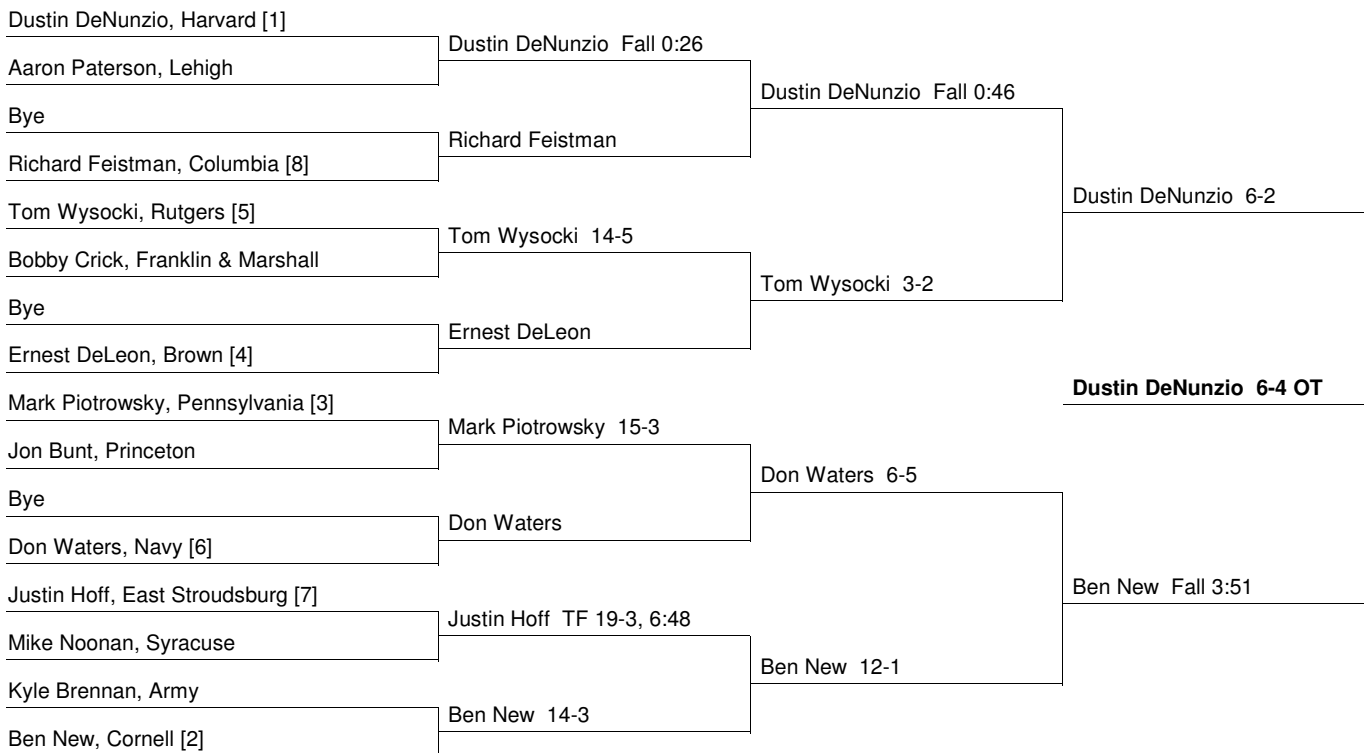 Dustin DeNunzio, Harvard [1]
Aaron Paterson, Lehigh
Bye
Richard Feistman, Columbia [8]
Tom Wysocki, Rutgers [5]
Bobby Crick, Franklin & Marshall
Bye
Ernest DeLeon, Brown [4]
Mark Piotrowsky, Pennsylvania [3]
Jon Bunt, Princeton
Bye
Don Waters, Navy [6]
Justin Hoff, East Stroudsburg [7]
Mike Noonan, Syracuse
Kyle Brennan, Army
Ben New, Cornell [2]
Dustin DeNunzio Fall 0:26
Richard Feistman
Tom Wysocki 14-5
Ernest DeLeon
Mark Piotrowsky 15-3
Don Waters
Justin Hoff TF 19-3, 6:48
Ben New 14-3
Dustin DeNunzio Fall 0:46
Tom Wysocki 3-2
Don Waters 6-5
Ben New 12-1
Dustin DeNunzio 6-2
Ben New Fall 3:51
Dustin DeNunzio 6-4 OT